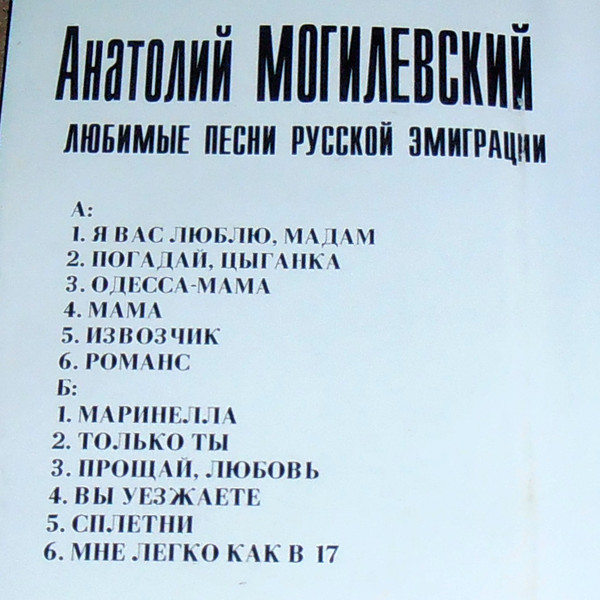 Анатолий МОГИЛЕВСКИЙ
ЛЮБИМЫЕ ПЕСНИ РУССКОЙ ЭМИГРАЦИИ
А:
1. Я ВАС ЛЮБЛЮ, МАДАМ
2. ПОГАДАЙ, ЦЫГАНКА
3. ОДЕССА-МАМА
4. МАМА
5. ИЗВОЗЧИК
6. РОМАНС
Б:
1. МАРИНЕЛЛА
2. ТОЛЬКО ТЫ
3. ПРОЩАЙ, ЛЮБОВЬ
4. ВЫ УЕЗЖАЕТЕ
5. СПЛЕТНИ
6. МНЕ ЛЕГКО КАК В 17